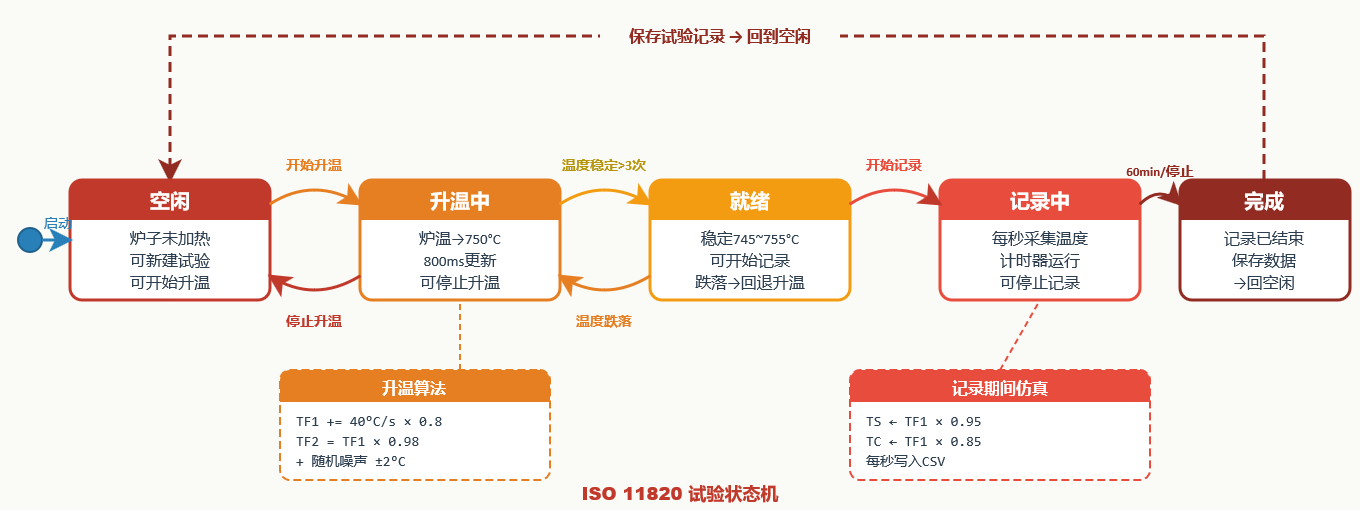 保存试验记录 → 回到空闲
启动
空闲
炉子未加热
可新建试验
可开始升温
开始升温
停止升温
升温中
炉温→750°C
800ms更新
可停止升温
温度稳定>3次
温度跌落
就绪
稳定745~755°C
可开始记录
跌落→回退升温
开始记录
记录中
每秒采集温度
计时器运行
可停止记录
60min/停止
完成
记录已结束
保存数据
→回空闲
升温算法
TF1 += 40°C/s × 0.8
TF2 = TF1 × 0.98
+ 随机噪声 ±2°C
记录期间仿真
TS ← TF1 × 0.95
TC ← TF1 × 0.85
每秒写入CSV
ISO 11820 试验状态机